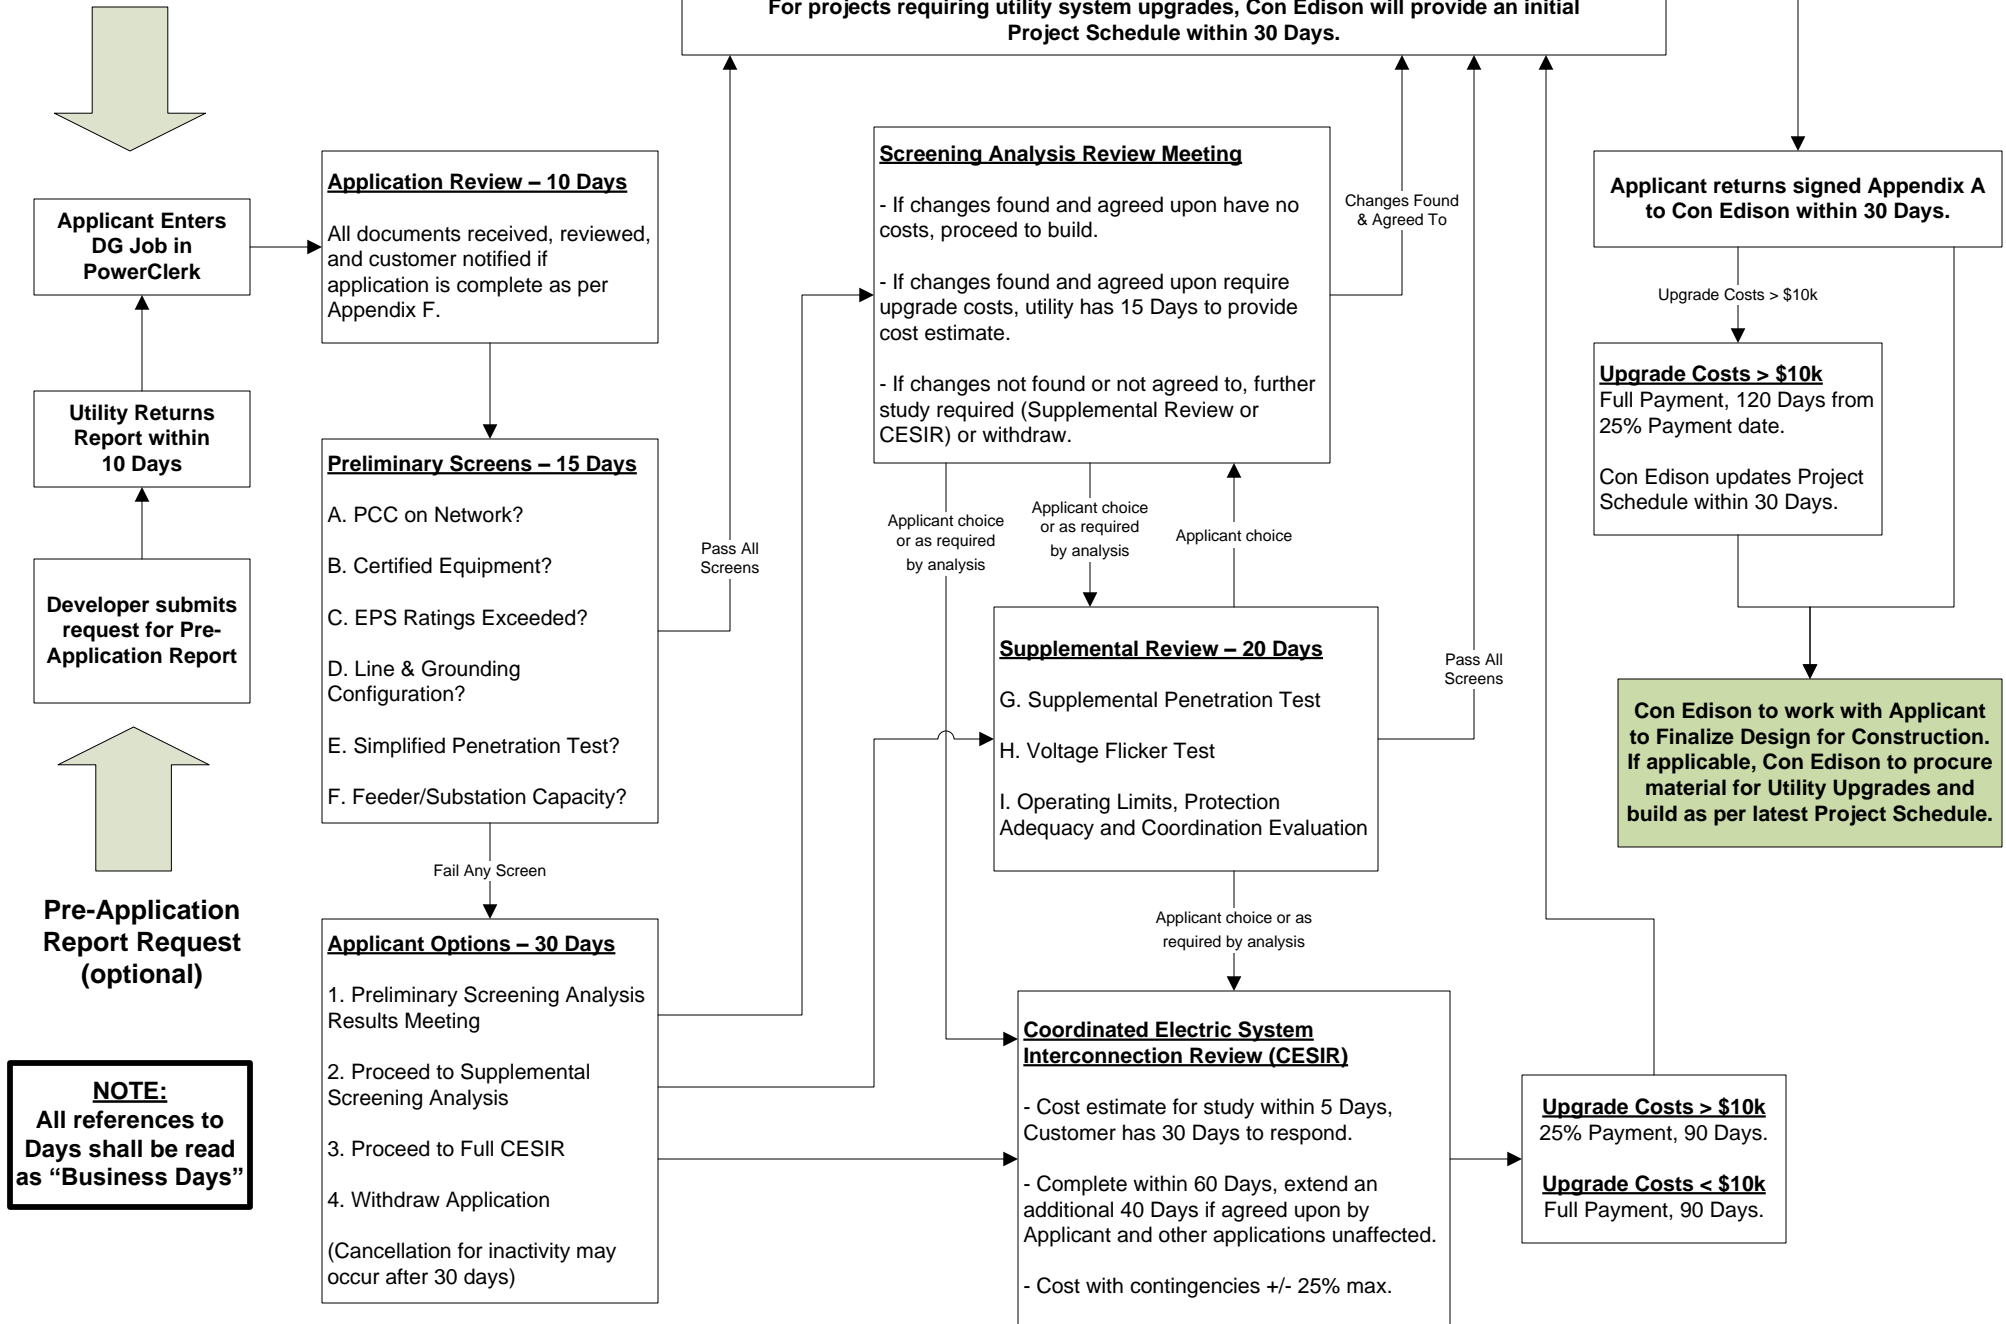 For projects requiring utility system upgrades, Con Edison will provide an initial
Project Schedule within 30 Days.
Applicant Enters
DG Job in
PowerClerk
Utility Returns
Report within
10 Days
Developer submits
request for Pre-
Application Report
Pre-Application
Report Request
(optional)
NOTE:
All references to
Days shall be read
as “Business Days”
Application Review – 10 Days
All documents received, reviewed,
and customer notified if
application is complete as per
Appendix F.
Preliminary Screens – 15 Days
A. PCC on Network?
B. Certified Equipment?
C. EPS Ratings Exceeded?
D. Line & Grounding
Configuration?
E. Simplified Penetration Test?
F. Feeder/Substation Capacity?
Pass All
Screens
Fail Any Screen
Applicant Options – 30 Days
1. Preliminary Screening Analysis
Results Meeting
2. Proceed to Supplemental
Screening Analysis
3. Proceed to Full CESIR
4. Withdraw Application
(Cancellation for inactivity may
occur after 30 days)
Screening Analysis Review Meeting
- If changes found and agreed upon have no
costs, proceed to build.
- If changes found and agreed upon require
upgrade costs, utility has 15 Days to provide
cost estimate.
- If changes not found or not agreed to, further
study required (Supplemental Review or
CESIR) or withdraw.
Changes Found
& Agreed To
Applicant choice
or as required
by analysis
Applicant choice
or as required
by analysis
Applicant choice
Supplemental Review – 20 Days
G. Supplemental Penetration Test
H. Voltage Flicker Test
I. Operating Limits, Protection
Adequacy and Coordination Evaluation
Pass All
Screens
Applicant choice or as
required by analysis
Coordinated Electric System
Interconnection Review (CESIR)
- Cost estimate for study within 5 Days,
Customer has 30 Days to respond.
- Complete within 60 Days, extend an
additional 40 Days if agreed upon by
Applicant and other applications unaffected.
- Cost with contingencies +/- 25% max.
Upgrade Costs > $10k
25% Payment, 90 Days.
Upgrade Costs < $10k
Full Payment, 90 Days.
Applicant returns signed Appendix A
to Con Edison within 30 Days.
Upgrade Costs > $10k
Upgrade Costs > $10k
Full Payment, 120 Days from
25% Payment date.
Con Edison updates Project
Schedule within 30 Days.
Con Edison to work with Applicant
to Finalize Design for Construction.
If applicable, Con Edison to procure
material for Utility Upgrades and
build as per latest Project Schedule.